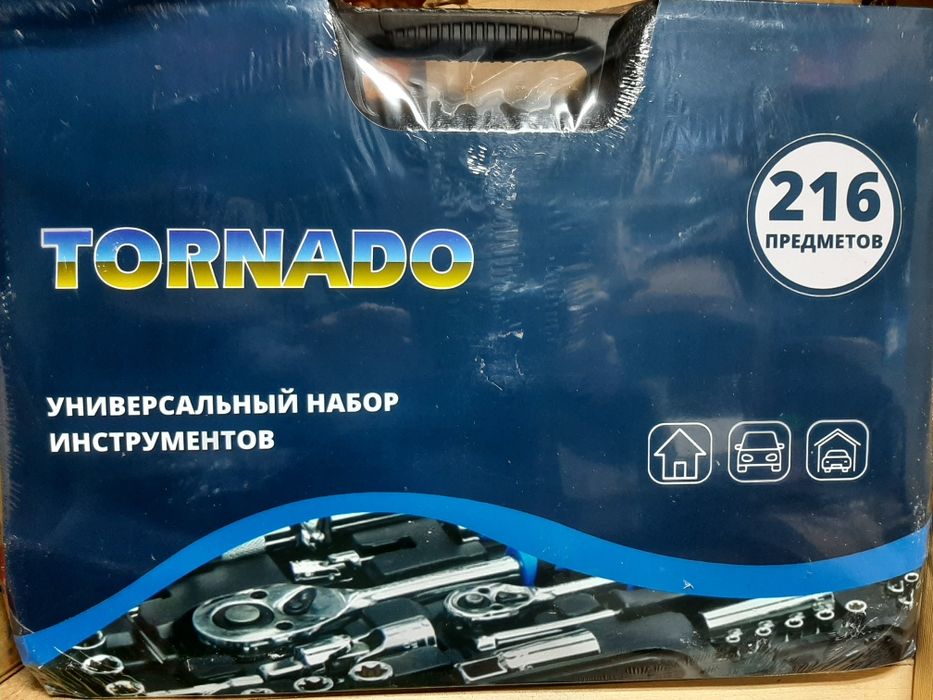 216
ПРЕДМЕТОВ
TORNADO
УНИВЕРСАЛЬНЫЙ НАБОР
ИНСТРУМЕНТОВ